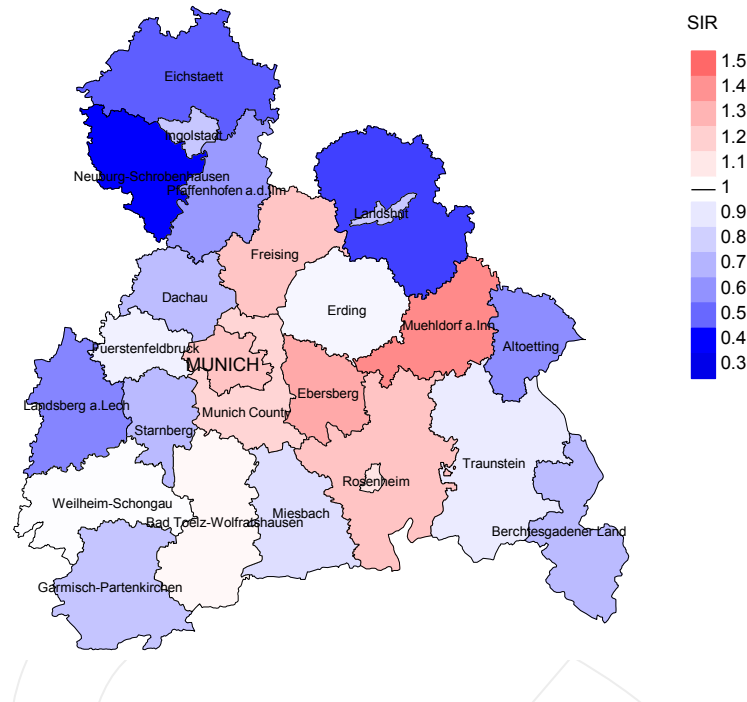 SIR
1.5
1.4
1.3
1.2
1.1
1
0.9
0.8
0.7
0.6
0.5
0.4
0.3
Eichstaett
Ingolstadt
Neuburg-Schrobenhausen
Pfaffenhofen a.d.Ilm
Landshut
Freising
Dachau
Erding
Muehldorf a.Inn
Altoetting
Fuerstenfeldbruck
MUNICH
Ebersberg
Landsberg a.Lech
Munich County
Starnberg
Traunstein
Rosenheim
Weilheim-Schongau
Miesbach
Bad Toelz-Wolfratshausen
Berchtesgadener Land
Garmisch-Partenkirchen